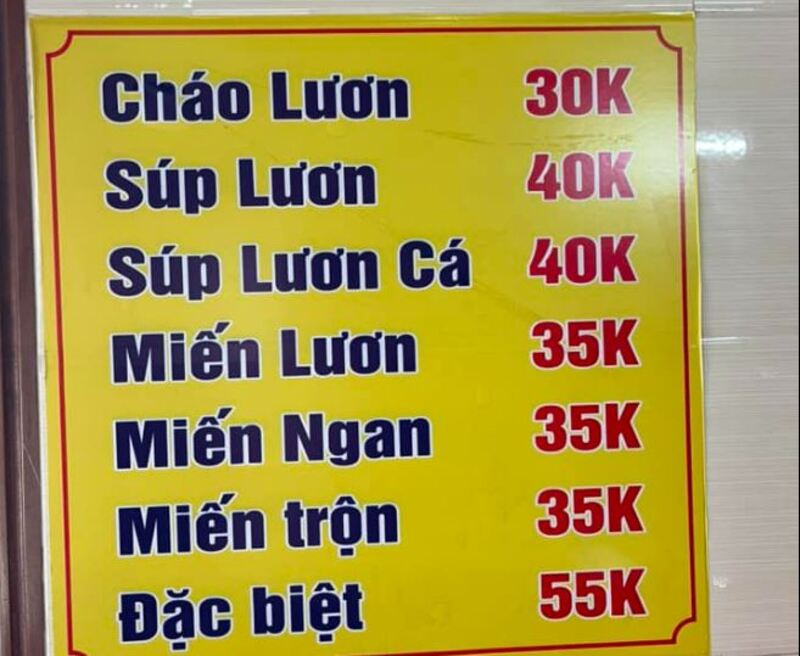 Cháo Lươn 30K
Súp Lươn 40K
Súp Lươn Cá 40K
Miến Lươn 35K
Miến Ngan 35K
Miến trộn 35K
Đặc biệt 55K